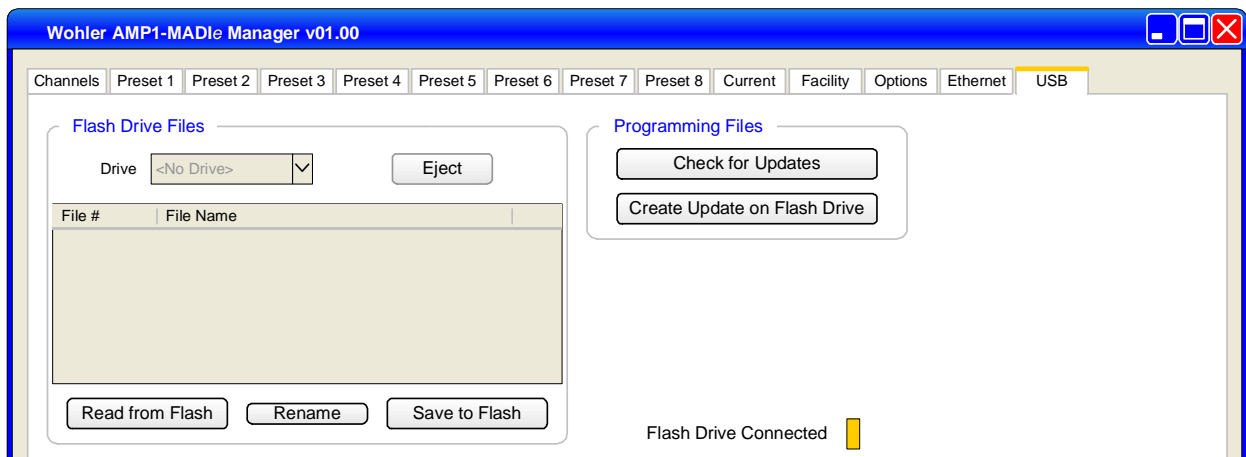 Wohler AMP1-MADIe Manager v01.00
Channels Preset 1 Preset 2 Preset 3 Preset 4 Preset 5 Preset 6 Preset 7 Preset 8 Current Facility Options Ethernet USB
Flash Drive Files
Drive <No Drive> Eject
File # File Name
Read from Flash Rename Save to Flash
Programming Files
Check for Updates
Create Update on Flash Drive
Flash Drive Connected